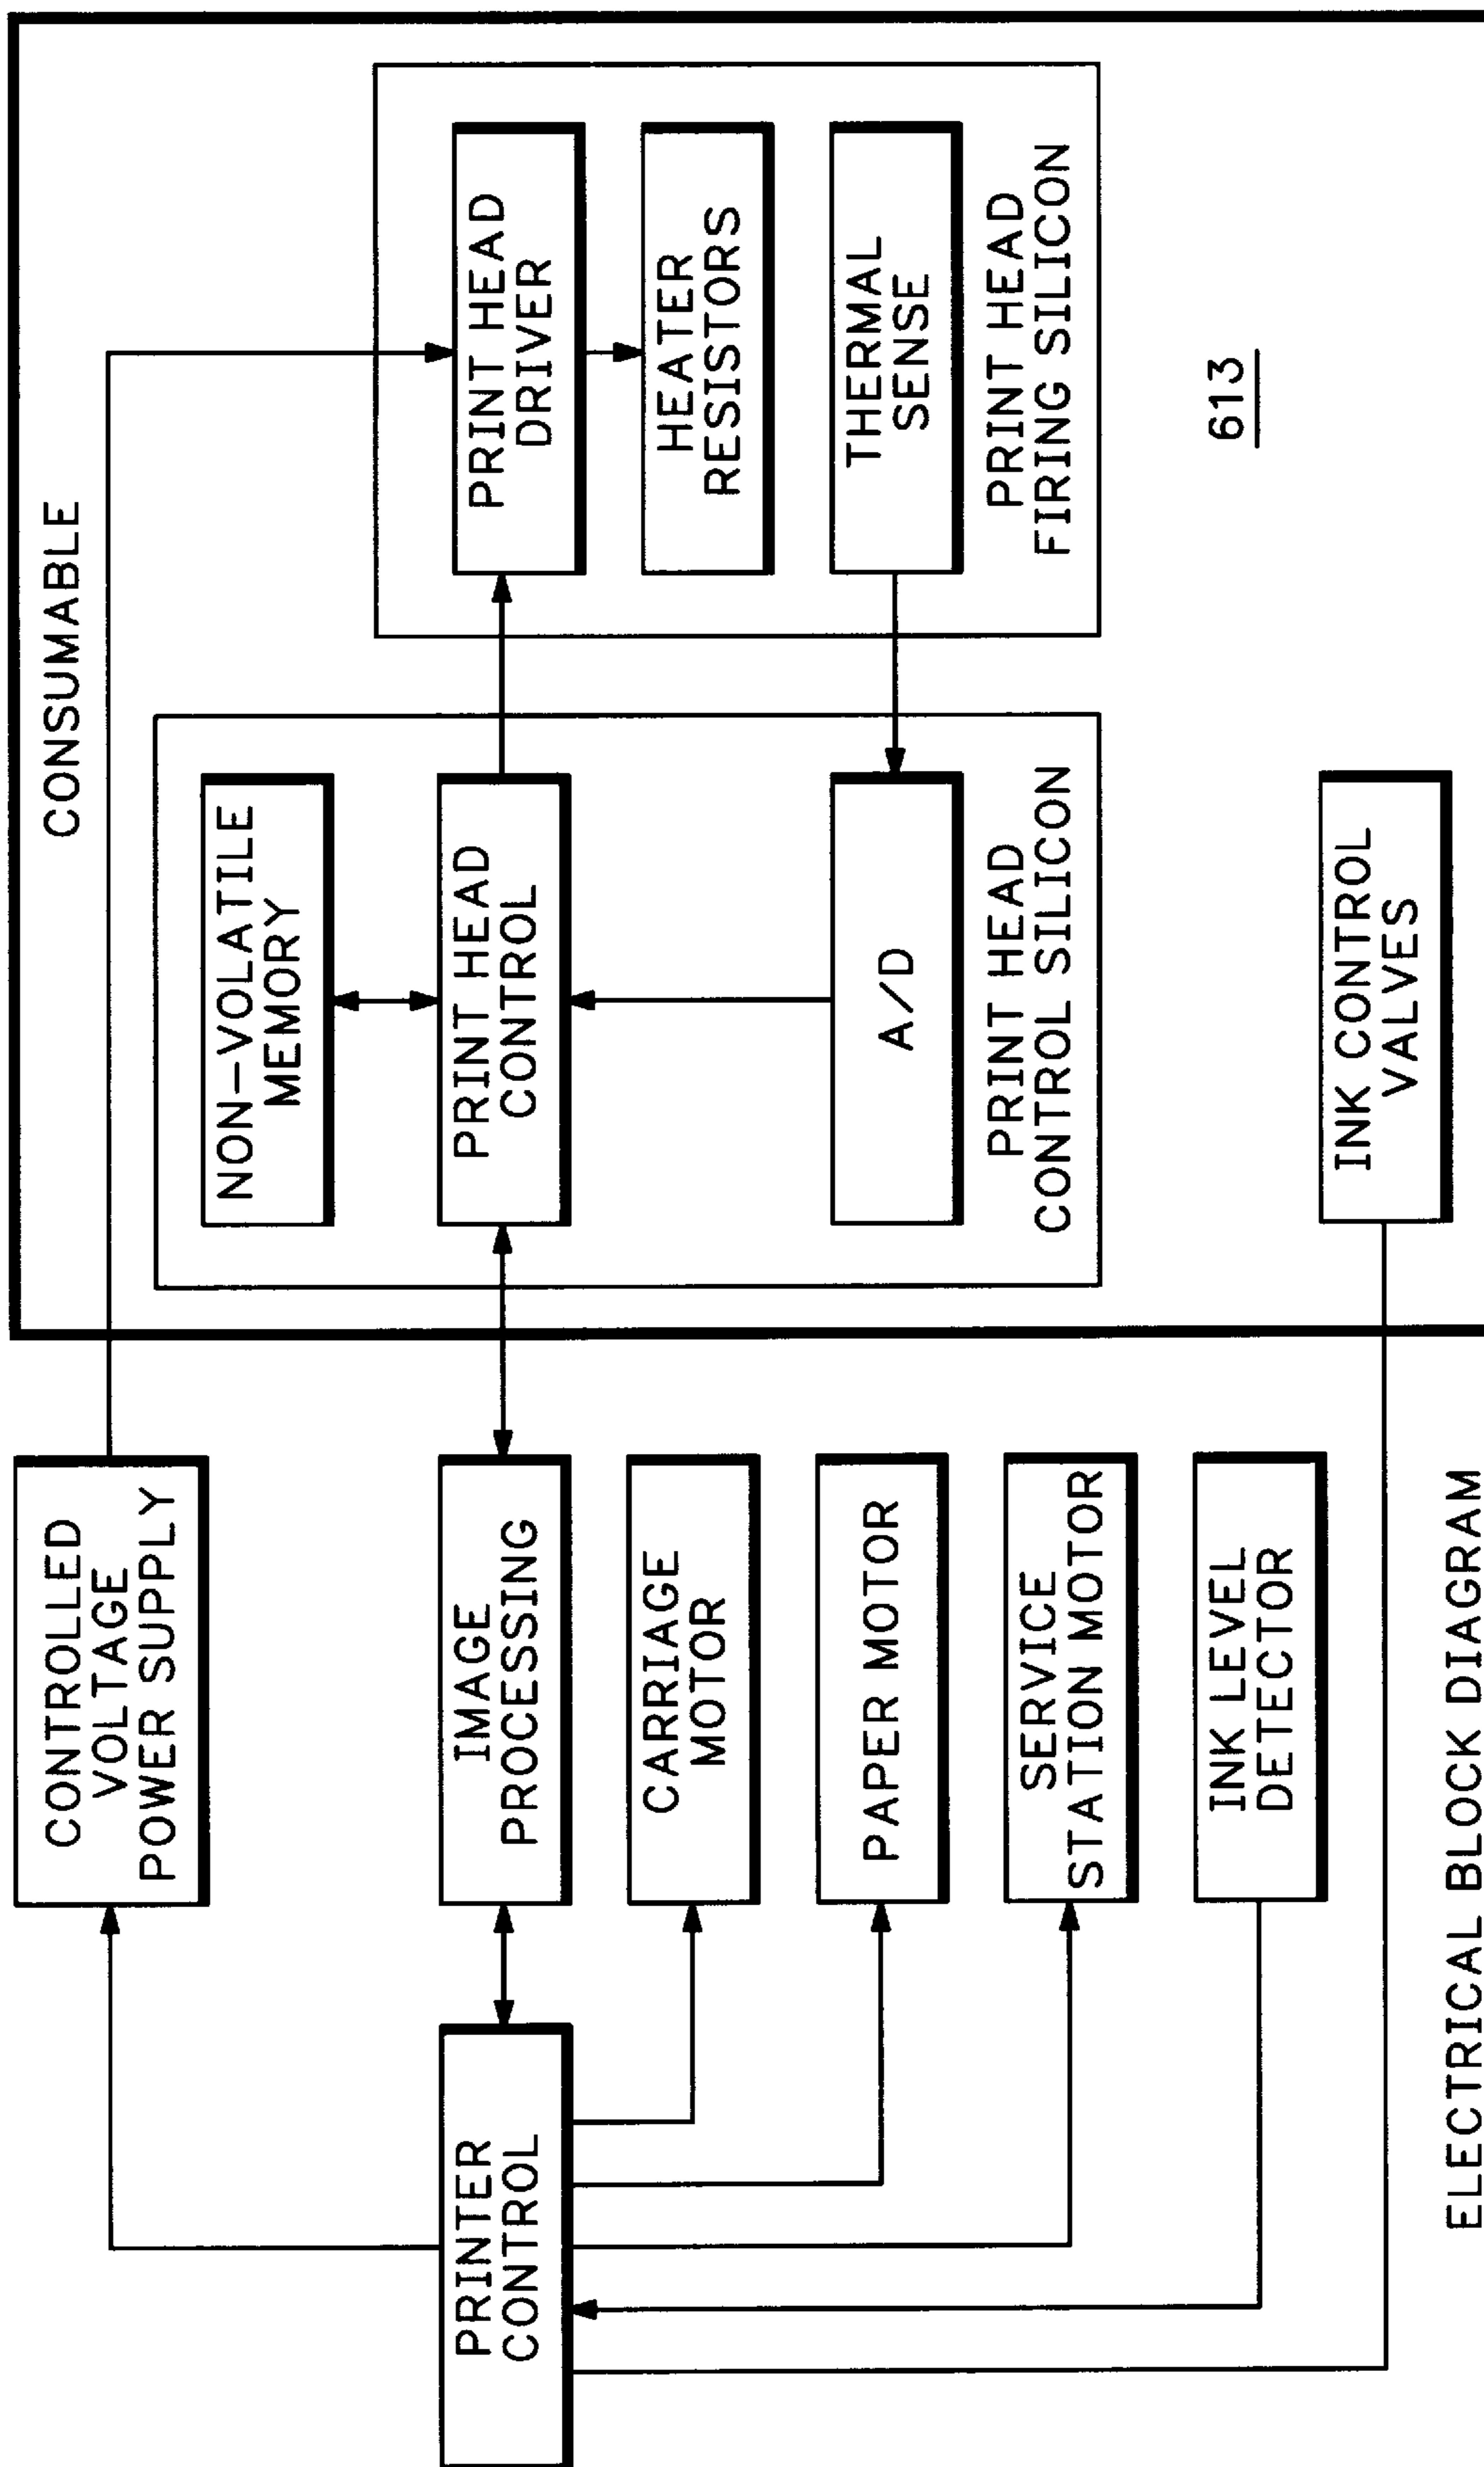 CONSUMABLE
CONTROLLED
VOLTAGE
POWER SUPPLY
NON-VOLATILE
MEMORY
PRINTER
CONTROL
IMAGE
PROCESSING
PRINT HEAD
CONTROL
PRINT HEAD
DRIVER
CARRIAGE
MOTOR
HEATER
RESISTORS
PAPER MOTOR
A/D
THERMAL
SENSE
SERVICE
STATION MOTOR
PRINT HEAD
CONTROL SILICON
PRINT HEAD
FIRING SILICON
INK LEVEL
DETECTOR
613
INK CONTROL
VALVES
ELECTRICAL BLOCK DIAGRAM